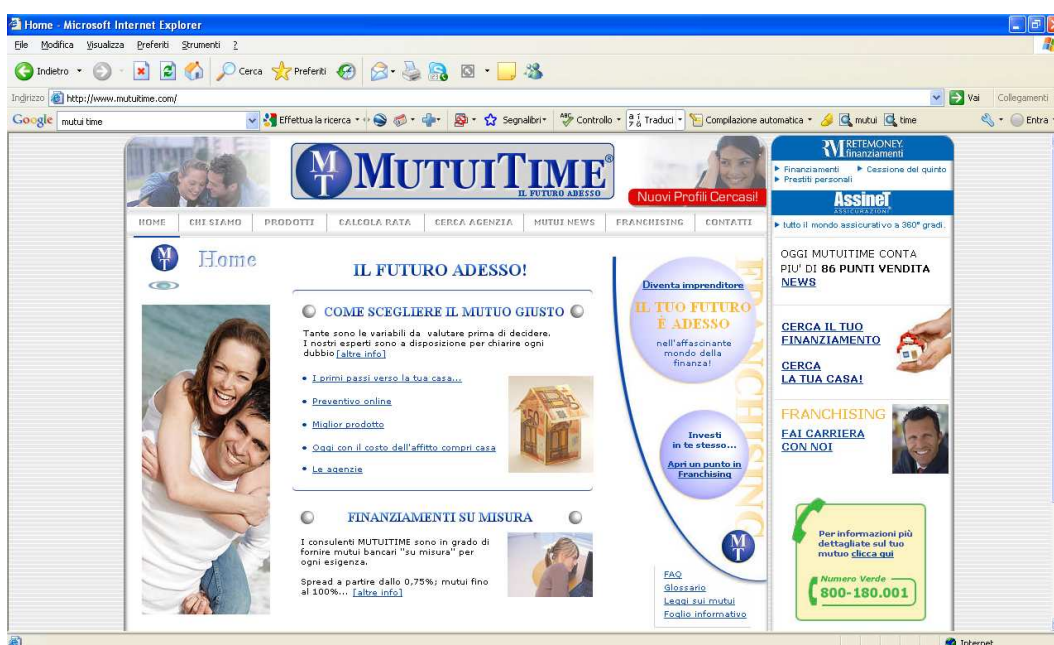 Home - Microsoft Internet Explorer
File Modifica Visualizza Preferiti Strumenti ?
Indietro Cerca Preferiti
Indirizzo http://www.mutuitime.com/ Vai Collegamenti
Google mutui time Effettua la ricerca Segnalibri Controllo Traduci Compilazione automatica mutui time Entra
MT MUTUITIME®
IL FUTURO ADESSO
Nuovi Profili Cercasi!
HOME CHI SIAMO PRODOTTI CALCOLA RATA CERCA AGENZIA MUTUI NEWS FRANCHISING CONTATTI
MT Home
IL FUTURO ADESSO!
COME SCEGLIERE IL MUTUO GIUSTO
Tante sono le variabili da valutare prima di decidere.
I nostri esperti sono a disposizione per chiarire ogni
dubbio [altre info]
• I primi passi verso la tua casa...
• Preventivo online
• Miglior prodotto
• Oggi con il costo dell'affitto compri casa
• Le agenzie
FINANZIAMENTI SU MISURA
I consulenti MUTUITIME sono in grado di
fornire mutui bancari "su misura" per
ogni esigenza.
Spread a partire dallo 0,75%; mutui fino
al 100%... [altre info]
Diventa imprenditore
IL TUO FUTURO
È ADESSO
nell'affascinante
mondo della
finanza!
FRANCHISING
Investi
in te stesso...
Apri un punto in
Franchising
MT
FAQ
Glossario
Leggi sui mutui
Foglio informativo
RM RETEMONEY
finanziamenti
Finanziamenti Cessione del quinto
Prestiti personali
AssineT
ASSICURAZIONI
tutto il mondo assicurativo a 360° gradi.
OGGI MUTUITIME CONTA
PIU' DI 86 PUNTI VENDITA
NEWS
CERCA IL TUO
FINANZIAMENTO
CERCA
LA TUA CASA!
FRANCHISING
FAI CARRIERA
CON NOI
Per informazioni più
dettagliate sul tuo
mutuo clicca qui
Numero Verde
800-180.001
Internet